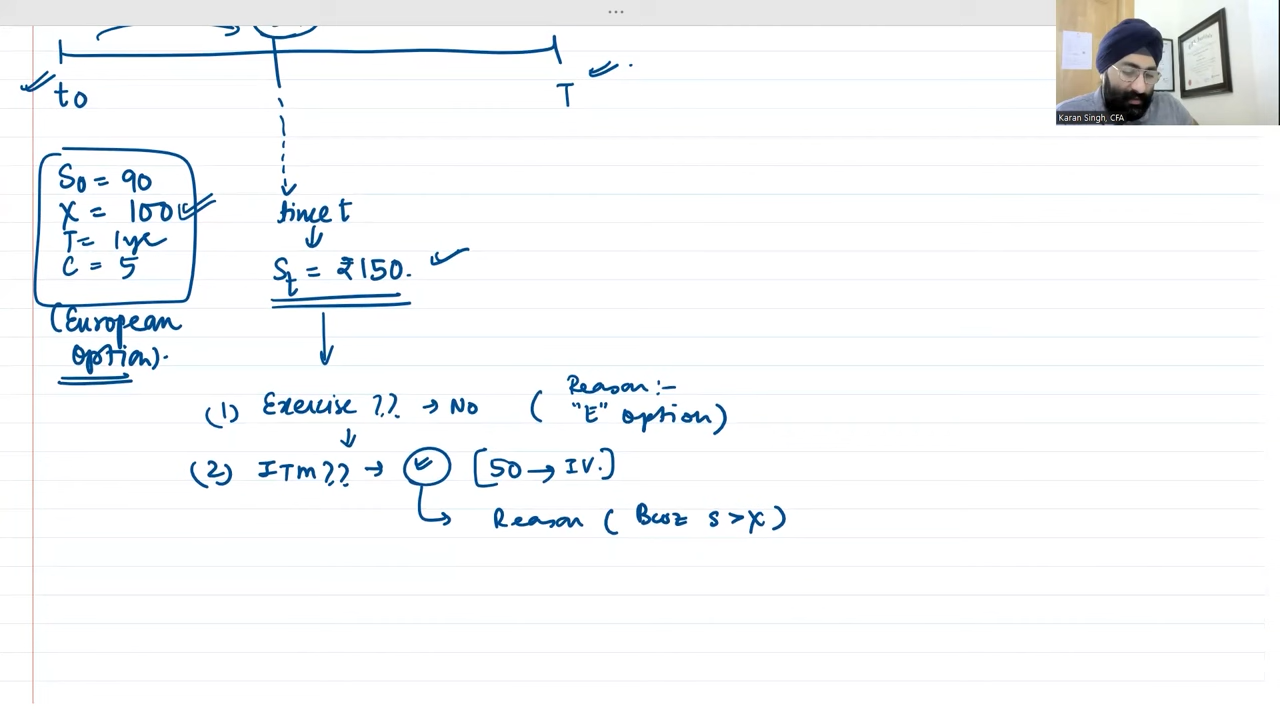 t0
T
S0 = 90
X = 100
T = 1yr
C = 5
(European
option).
time t
St = ₹150.
(1) Exercise ?? → No ( Reason:-
"E" option)
(2) ITM?? → [50 → IV.]
Reason ( Bcoz S > X )
Karan Singh, CFA